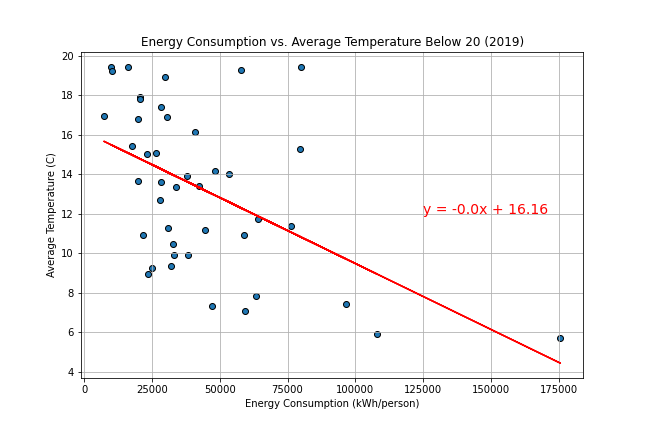 Energy Consumption vs. Average Temperature Below 20 (2019)
Average Temperature (C)
20
18
16
14
12
10
8
6
4
y = -0.0x + 16.16
0 25000 50000 75000 100000 125000 150000 175000
Energy Consumption (kWh/person)